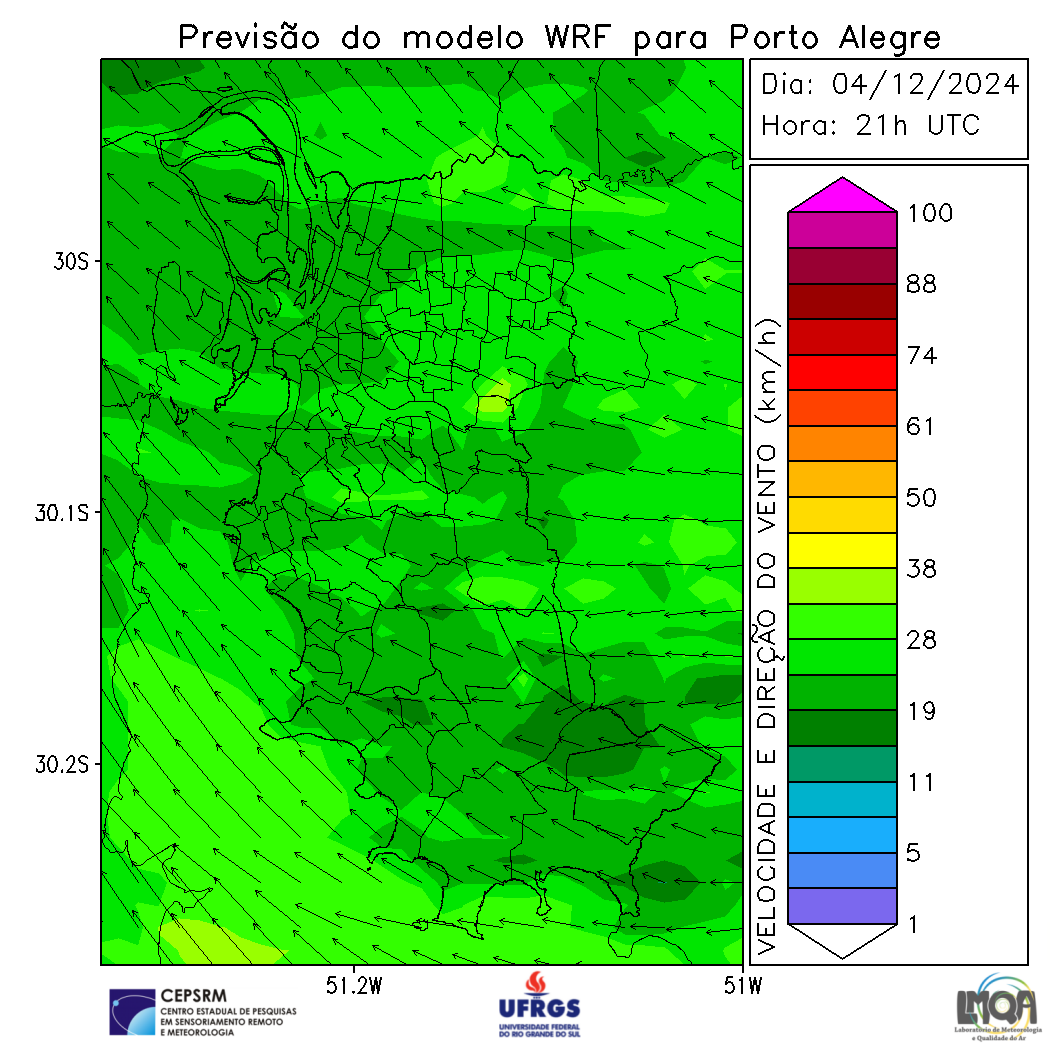 Previsão do modelo WRF para Porto Alegre
Dia: 04/12/2024
Hora: 21h UTC
30S
30.1S
30.2S
51.2W
51W
VELOCIDADE E DIREÇÃO DO VENTO (km/h)
100
88
74
61
50
38
28
19
11
5
1
CEPSRM
CENTRO ESTADUAL DE PESQUISAS
EM SENSORIAMENTO REMOTO
E METEOROLOGIA
UFRGS
UNIVERSIDADE FEDERAL
DO RIO GRANDE DO SUL
LMQA
Laboratório de Meteorologia
e Qualidade do Ar